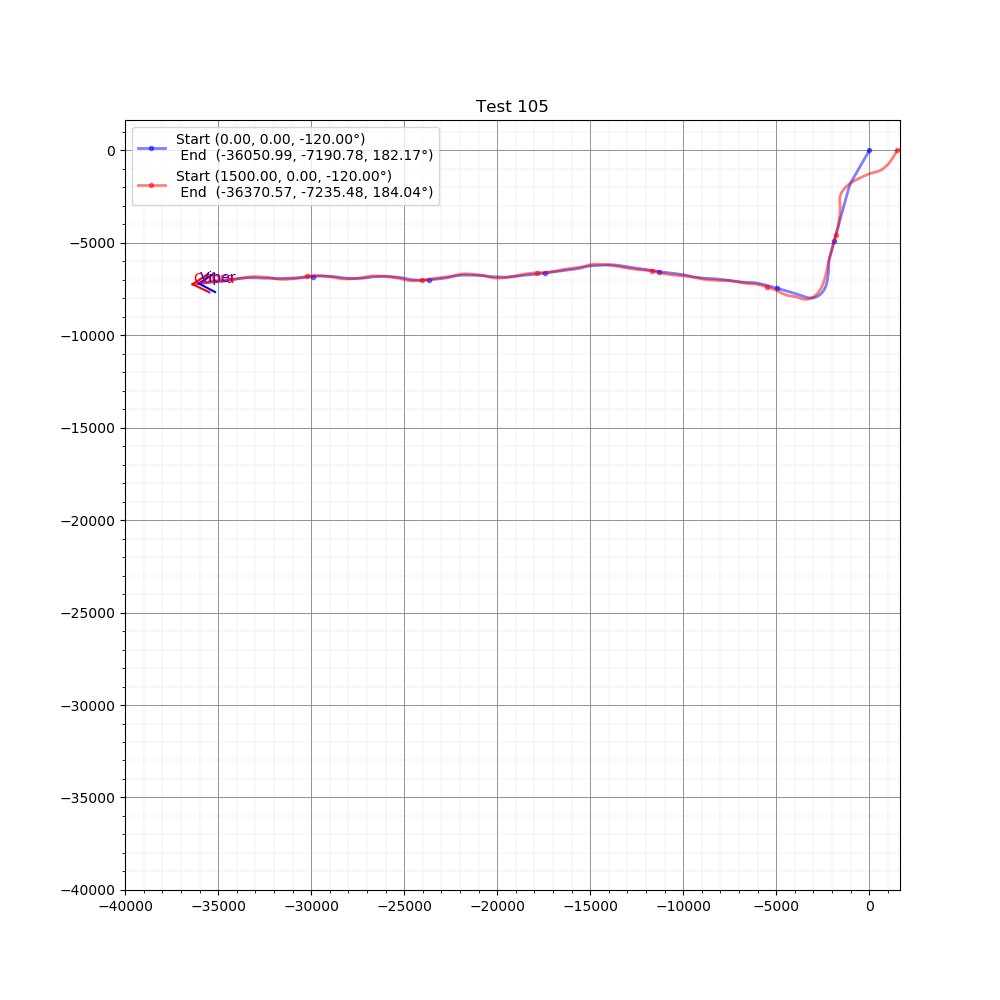 Test 105
Start (0.00, 0.00, -120.00°)
End (-36050.99, -7190.78, 182.17°)
Start (1500.00, 0.00, -120.00°)
End (-36370.57, -7235.48, 184.04°)
0
−5000
−10000
−15000
−20000
−25000
−30000
−35000
−40000
Viper
−40000 −35000 −30000 −25000 −20000 −15000 −10000 −5000 0